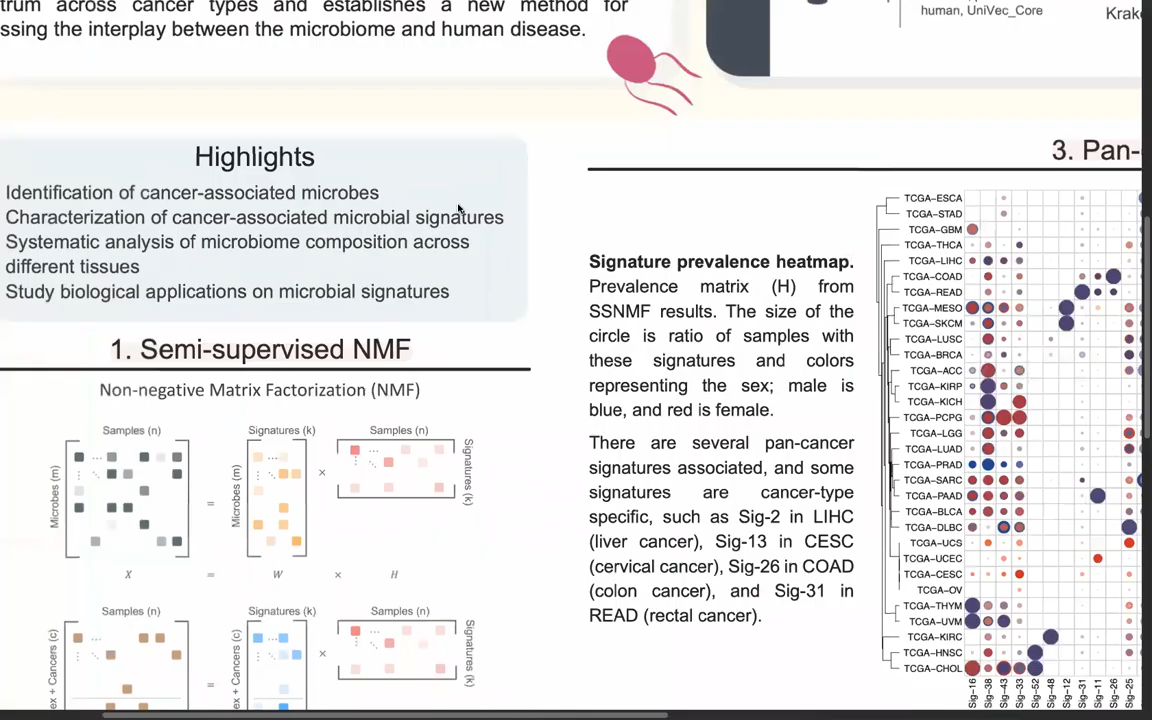 trum across cancer types and establishes a new method for
ssing the interplay between the microbiome and human disease.
human, UniVec_Core
Krake
Highlights
Identification of cancer-associated microbes
Characterization of cancer-associated microbial signatures
Systematic analysis of microbiome composition across
different tissues
Study biological applications on microbial signatures
1. Semi-supervised NMF
Non-negative Matrix Factorization (NMF)
Samples (n)
Signatures (k)
Samples (n)
Microbes (m)
=
Microbes (m)
×
Signatures (k)
X = W × H
Samples (n)
Signatures (k)
Samples (n)
ex + Cancers (c)
=
ex + Cancers (c)
×
Signatures (k)
3. Pan-
Signature prevalence heatmap.
Prevalence matrix (H) from
SSNMF results. The size of the
circle is ratio of samples with
these signatures and colors
representing the sex; male is
blue, and red is female.
There are several pan-cancer
signatures associated, and some
signatures are cancer-type
specific, such as Sig-2 in LIHC
(liver cancer), Sig-13 in CESC
(cervical cancer), Sig-26 in COAD
(colon cancer), and Sig-31 in
READ (rectal cancer).
TCGA-ESCA
TCGA-STAD
TCGA-GBM
TCGA-THCA
TCGA-LIHC
TCGA-COAD
TCGA-READ
TCGA-MESO
TCGA-SKCM
TCGA-LUSC
TCGA-BRCA
TCGA-ACC
TCGA-KIRP
TCGA-KICH
TCGA-PCPG
TCGA-LGG
TCGA-LUAD
TCGA-PRAD
TCGA-SARC
TCGA-PAAD
TCGA-BLCA
TCGA-DLBC
TCGA-UCS
TCGA-UCEC
TCGA-CESC
TCGA-OV
TCGA-THYM
TCGA-UVM
TCGA-KIRC
TCGA-HNSC
TCGA-CHOL
Sig-16
Sig-38
Sig-43
Sig-33
Sig-52
Sig-48
Sig-12
Sig-31
Sig-11
Sig-26
Sig-25